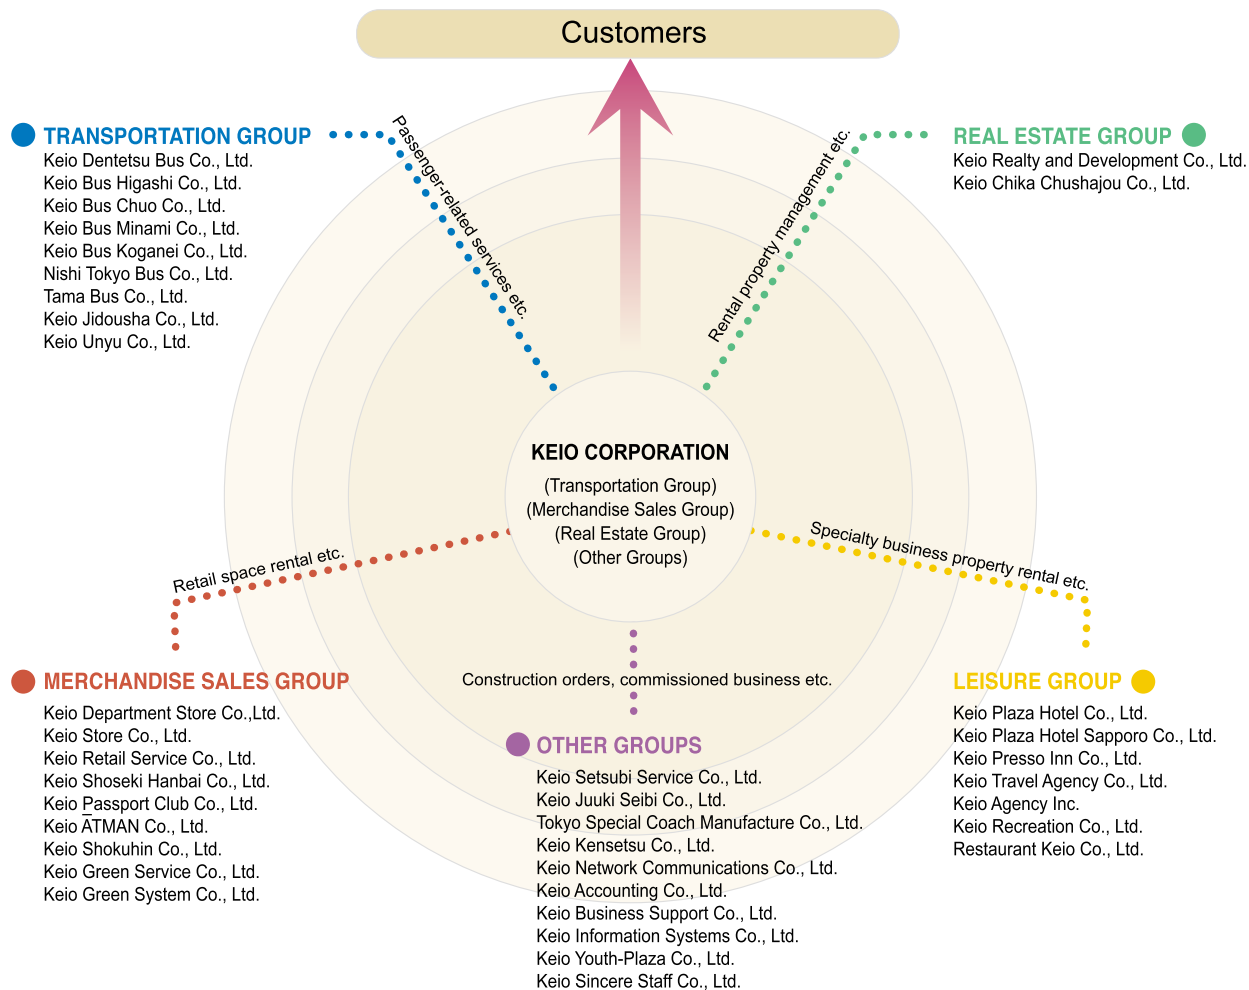 Customers
TRANSPORTATION GROUP
Keio Dentetsu Bus Co., Ltd.
Keio Bus Higashi Co., Ltd.
Keio Bus Chuo Co., Ltd.
Keio Bus Minami Co., Ltd.
Keio Bus Koganei Co., Ltd.
Nishi Tokyo Bus Co., Ltd.
Tama Bus Co., Ltd.
Keio Jidousha Co., Ltd.
Keio Unyu Co., Ltd.
Passenger-related services etc.
Rental property management etc.
REAL ESTATE GROUP
Keio Realty and Development Co., Ltd.
Keio Chika Chushajou Co., Ltd.
KEIO CORPORATION
(Transportation Group)
(Merchandise Sales Group)
(Real Estate Group)
(Other Groups)
Retail space rental etc.
Specialty business property rental etc.
Construction orders, commissioned business etc.
MERCHANDISE SALES GROUP
Keio Department Store Co.,Ltd.
Keio Store Co., Ltd.
Keio Retail Service Co., Ltd.
Keio Shoseki Hanbai Co., Ltd.
Keio Passport Club Co., Ltd.
Keio ĀTMAN Co., Ltd.
Keio Shokuhin Co., Ltd.
Keio Green Service Co., Ltd.
Keio Green System Co., Ltd.
OTHER GROUPS
Keio Setsubi Service Co., Ltd.
Keio Juuki Seibi Co., Ltd.
Tokyo Special Coach Manufacture Co., Ltd.
Keio Kensetsu Co., Ltd.
Keio Network Communications Co., Ltd.
Keio Accounting Co., Ltd.
Keio Business Support Co., Ltd.
Keio Information Systems Co., Ltd.
Keio Youth-Plaza Co., Ltd.
Keio Sincere Staff Co., Ltd.
LEISURE GROUP
Keio Plaza Hotel Co., Ltd.
Keio Plaza Hotel Sapporo Co., Ltd.
Keio Presso Inn Co., Ltd.
Keio Travel Agency Co., Ltd.
Keio Agency Inc.
Keio Recreation Co., Ltd.
Restaurant Keio Co., Ltd.